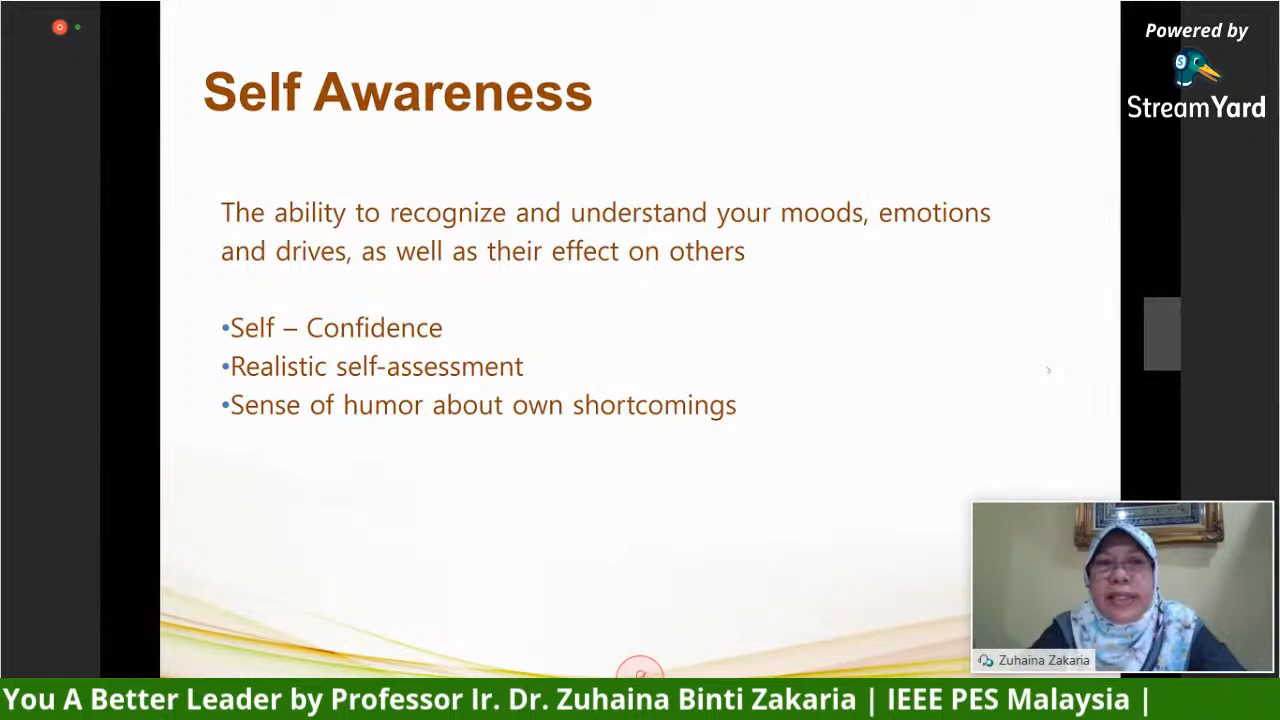 Powered by
StreamYard
Self Awareness
The ability to recognize and understand your moods, emotions
and drives, as well as their effect on others
•Self – Confidence
•Realistic self-assessment
•Sense of humor about own shortcomings
Zuhaina Zakaria
You A Better Leader by Professor Ir. Dr. Zuhaina Binti Zakaria | IEEE PES Malaysia |